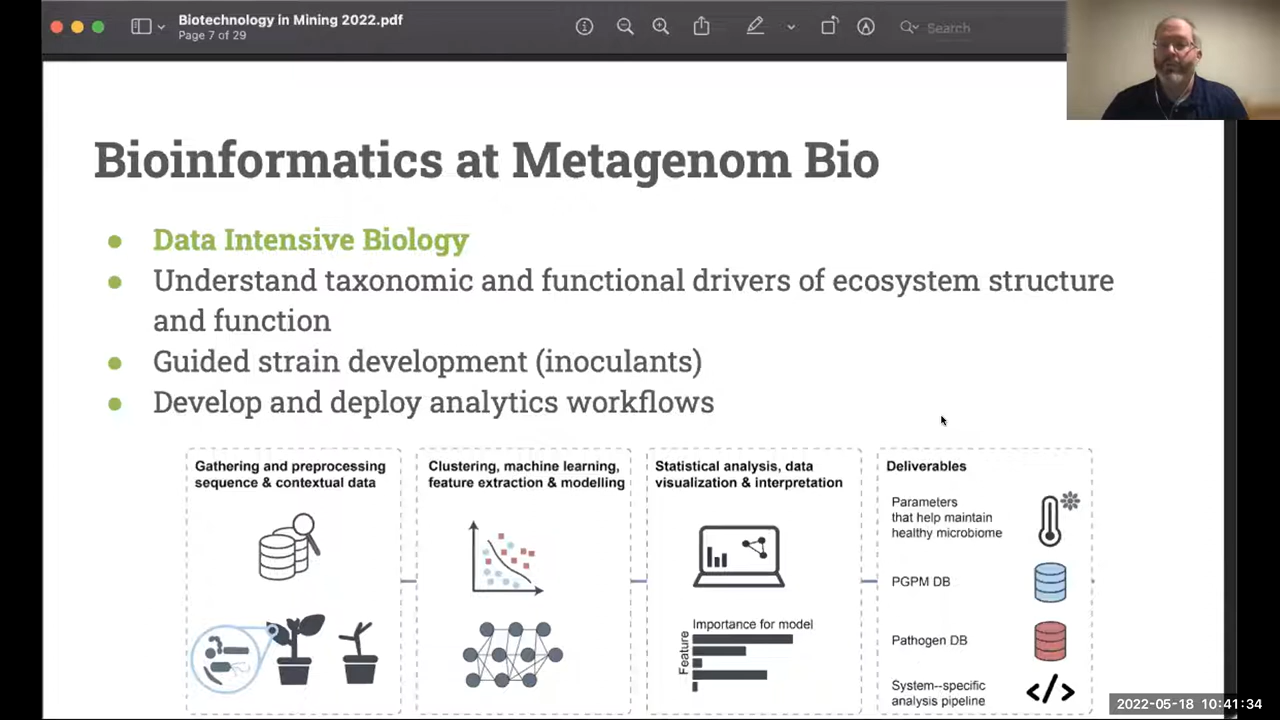 Biotechnology in Mining 2022.pdf
Page 7 of 29
Search
Bioinformatics at Metagenom Bio
Data Intensive Biology
Understand taxonomic and functional drivers of ecosystem structure
and function
Guided strain development (inoculants)
Develop and deploy analytics workflows
Gathering and preprocessing
sequence & contextual data
Clustering, machine learning,
feature extraction & modelling
Statistical analysis, data
visualization & interpretation
Importance for model
Feature
Deliverables
Parameters
that help maintain
healthy microbiome
PGPM DB
Pathogen DB
System--specific
analysis pipeline
</>
2022-05-18 10:41:34